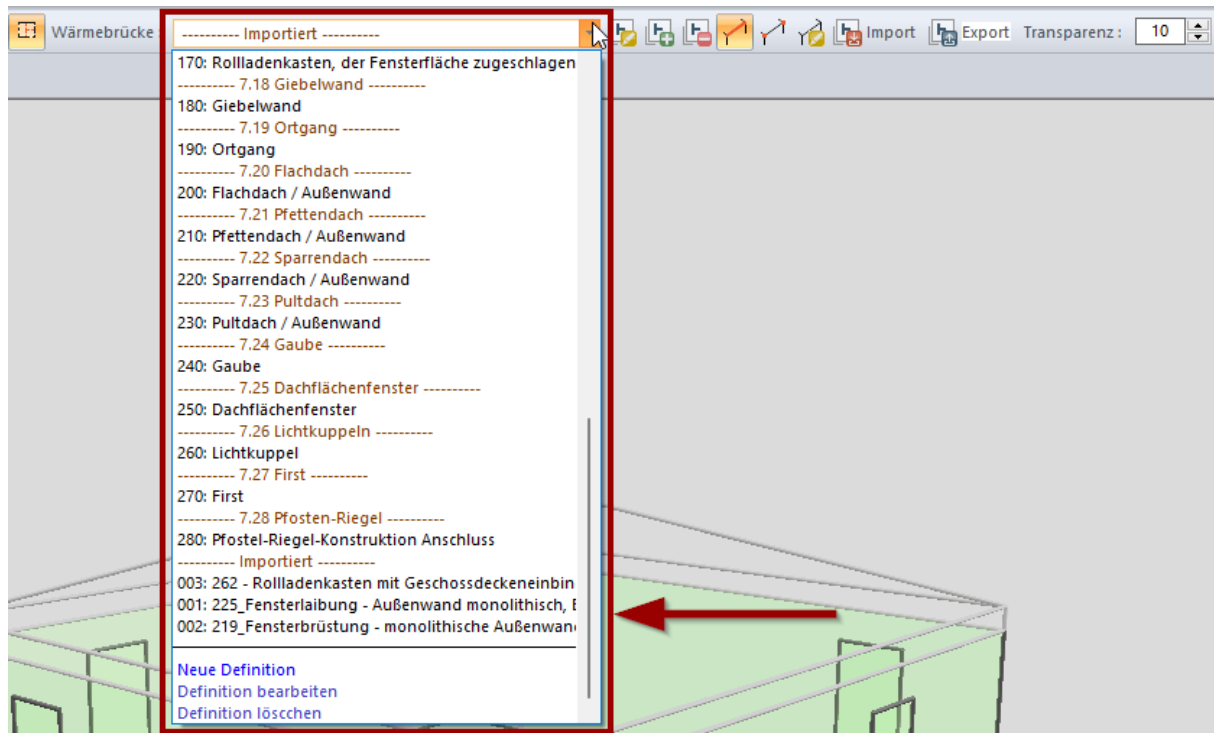 Wärmebrücke : ---------- Importiert ---------- Import Export Transparenz : 10
170: Rollladenkasten, der Fensterfläche zugeschlagen
---------- 7.18 Giebelwand ----------
180: Giebelwand
---------- 7.19 Ortgang ----------
190: Ortgang
---------- 7.20 Flachdach ----------
200: Flachdach / Außenwand
---------- 7.21 Pfettendach ----------
210: Pfettendach / Außenwand
---------- 7.22 Sparrendach ----------
220: Sparrendach / Außenwand
---------- 7.23 Pultdach ----------
230: Pultdach / Außenwand
---------- 7.24 Gaube ----------
240: Gaube
---------- 7.25 Dachflächenfenster ----------
250: Dachflächenfenster
---------- 7.26 Lichtkuppeln ----------
260: Lichtkuppel
---------- 7.27 First ----------
270: First
---------- 7.28 Pfosten-Riegel ----------
280: Pfostel-Riegel-Konstruktion Anschluss
---------- Importiert ----------
003: 262 - Rollladenkasten mit Geschossdeckeneinbin
001: 225_Fensterlaibung - Außenwand monolithisch, E
002: 219_Fensterbrüstung - monolithische Außenwan
Neue Definition
Definition bearbeiten
Definition löscchen